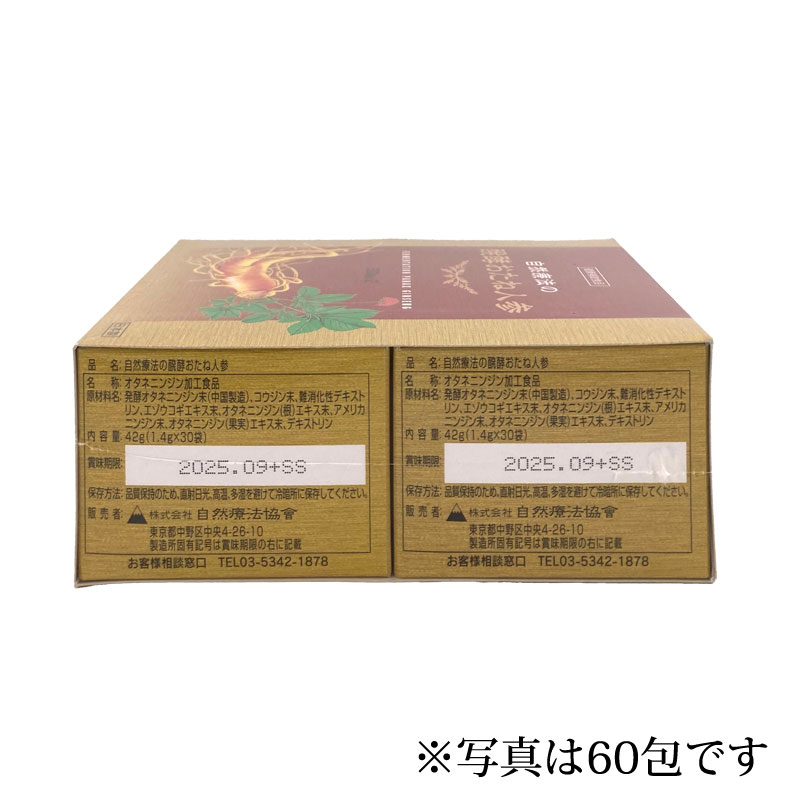 自然療法の
醗酵おたね人参
FERMENTATION PANAX GINSENG
品　名：自然療法の醗酵おたね人参
名　称：オタネニンジン加工食品
原材料名：発酵オタネニンジン末(中国製造)、コウジン末、難消化性デキスト
リン、エゾウコギエキス末、オタネニンジン(根)エキス末、アメリカ
ニンジン末、オタネニンジン(果実)エキス末、デキストリン
内容量：42g(1.4g×30袋)
賞味期限：2025.09+SS
保存方法：品質保持のため、直射日光、高温、多湿を避けて冷暗所に保存してください。
販売者：株式会社 自然療法協會
東京都中野区中央4-26-10
製造所固有記号は賞味期限の右に記載
お客様相談窓口　TEL03-5342-1878
品　名：自然療法の醗酵おたね人参
名　称：オタネニンジン加工食品
原材料名：発酵オタネニンジン末(中国製造)、コウジン末、難消化性デキスト
リン、エゾウコギエキス末、オタネニンジン(根)エキス末、アメリカ
ニンジン末、オタネニンジン(果実)エキス末、デキストリン
内容量：42g(1.4g×30袋)
賞味期限：2025.09+SS
保存方法：品質保持のため、直射日光、高温、多湿を避けて冷暗所に保存してください。
販売者：株式会社 自然療法協會
東京都中野区中央4-26-10
製造所固有記号は賞味期限の右に記載
お客様相談窓口　TEL03-5342-1878
※写真は60包です